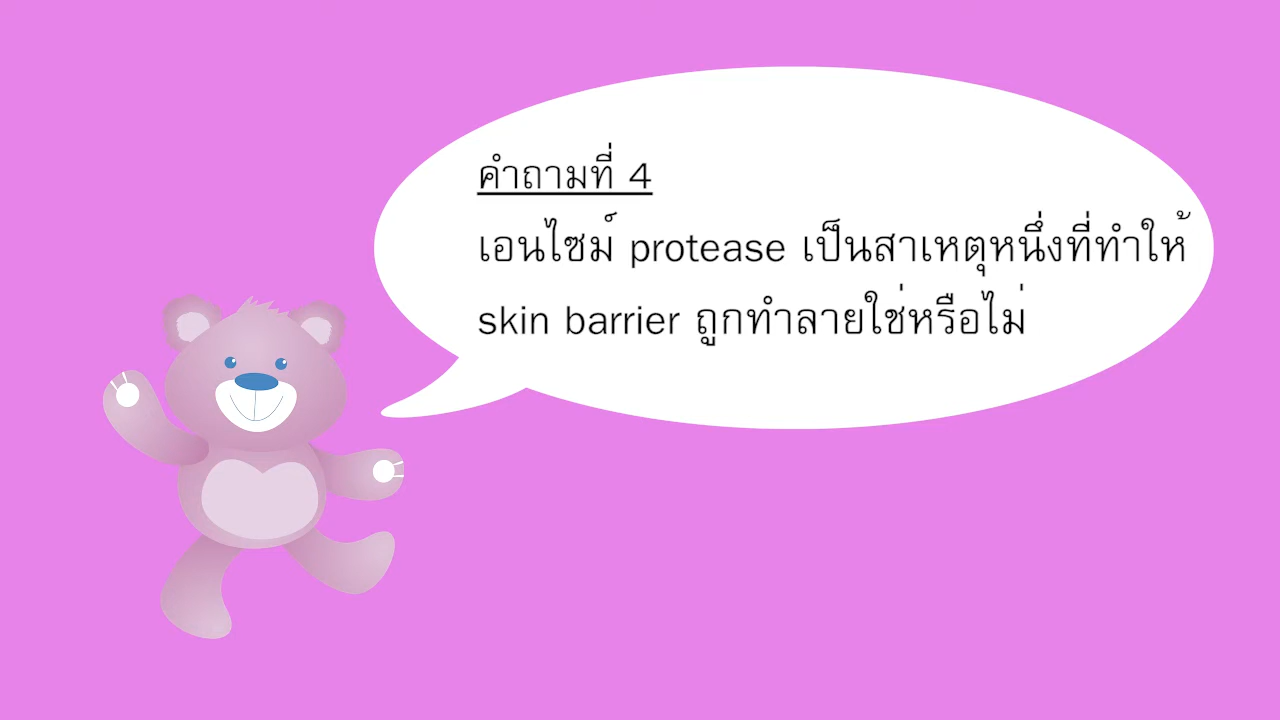 คำถามที่ 4
เอนไซม์ protease เป็นสาเหตุหนึ่งที่ทำให้
skin barrier ถูกทำลายใช่หรือไม่